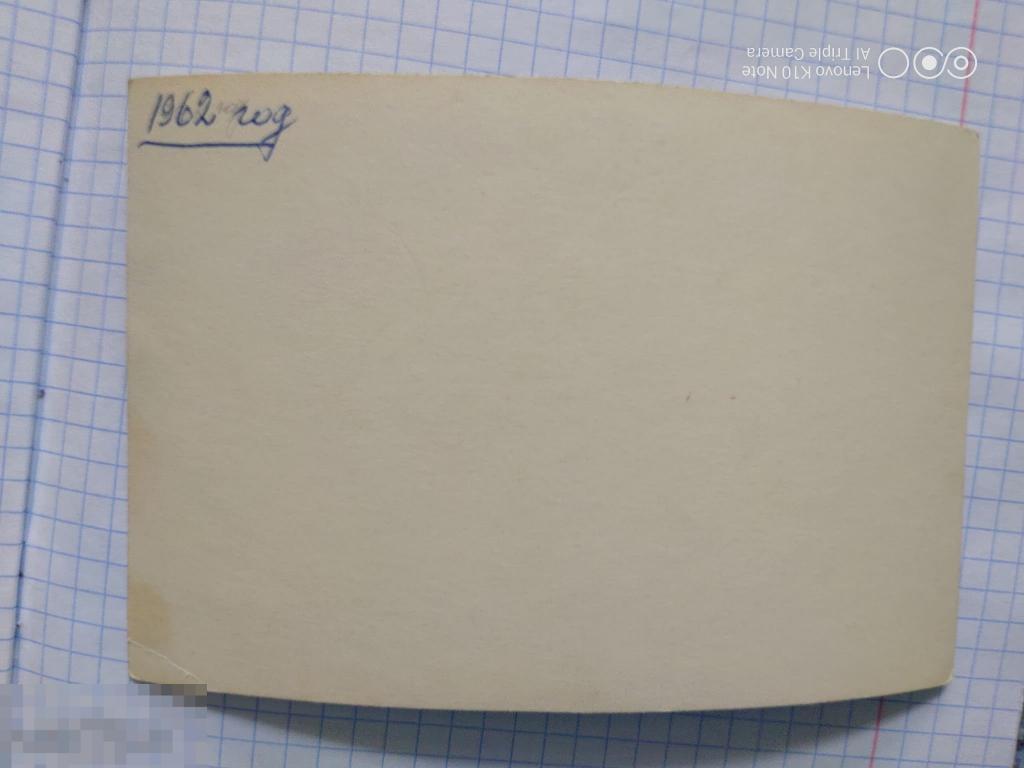 1962 год
Lenovo K10 Note
AI Triple Camera